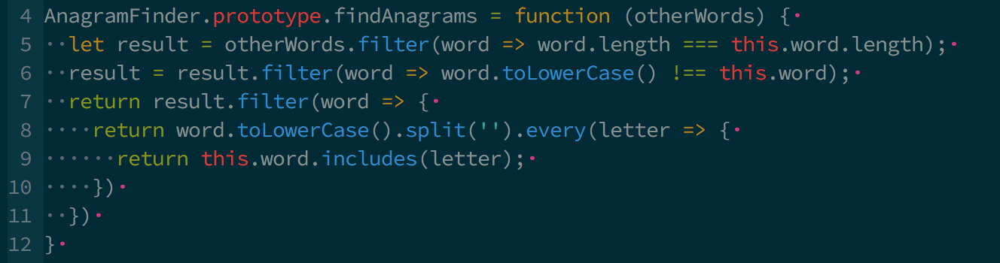 4 AnagramFinder.prototype.findAnagrams = function (otherWords) {
5 ··let result = otherWords.filter(word => word.length === this.word.length);
6 ··result = result.filter(word => word.toLowerCase() !== this.word);
7 ··return result.filter(word => {
8 ····return word.toLowerCase().split('').every(letter => {
9 ······return this.word.includes(letter);
10 ····})
11 ··})
12 }